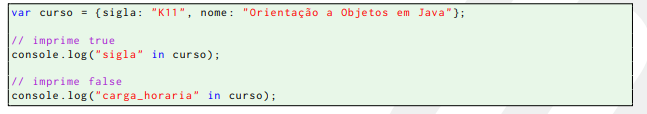 var curso = {sigla: "K11", nome: "Orientação a Objetos em Java"};
// imprime true
console.log("sigla" in curso);
// imprime false
console.log("carga_horaria" in curso);